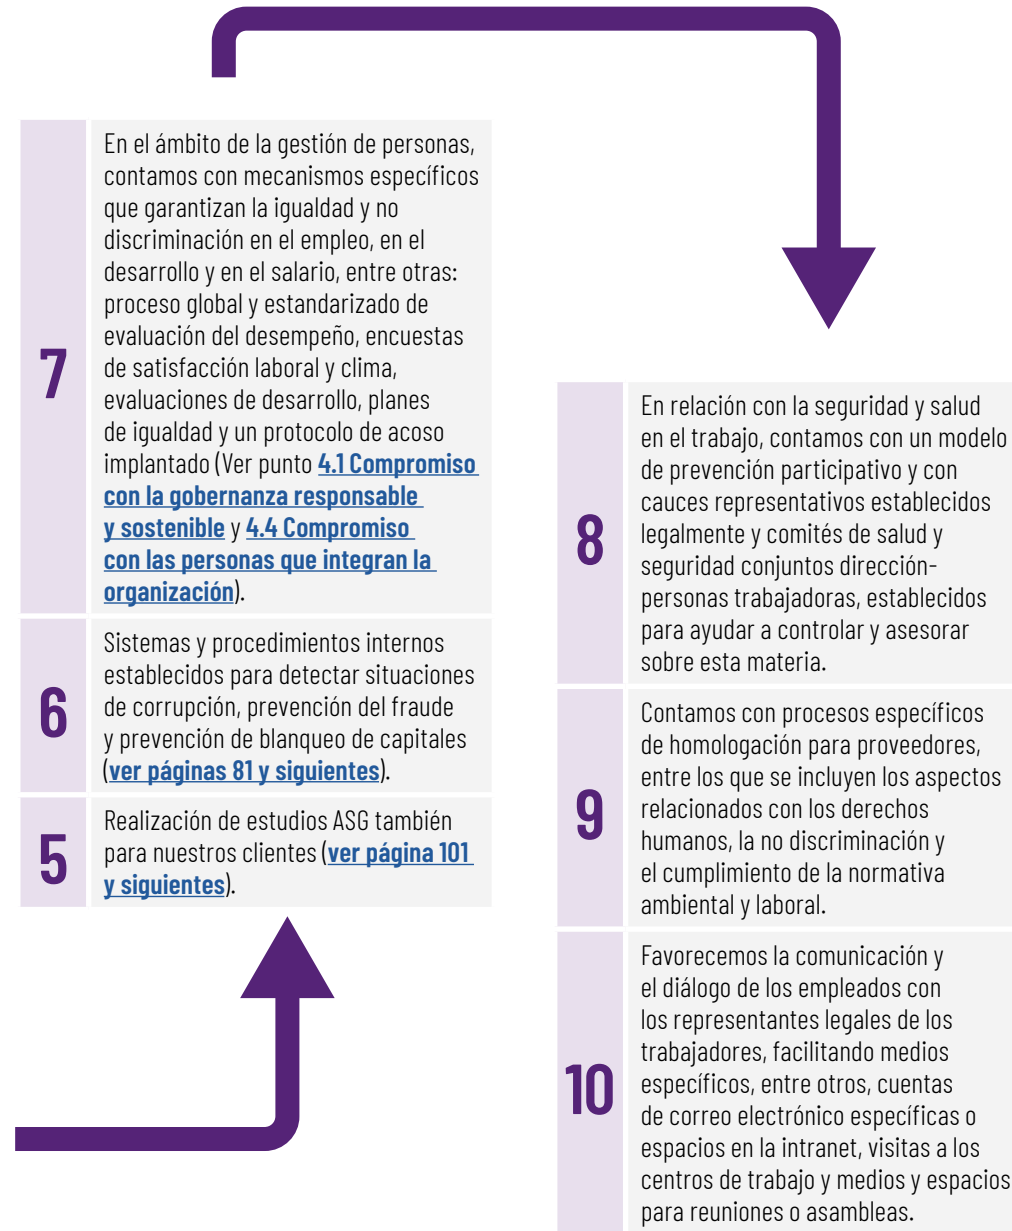 7
En el ámbito de la gestión de personas,
contamos con mecanismos específicos
que garantizan la igualdad y no
discriminación en el empleo, en el
desarrollo y en el salario, entre otras:
proceso global y estandarizado de
evaluación del desempeño, encuestas
de satisfacción laboral y clima,
evaluaciones de desarrollo, planes
de igualdad y un protocolo de acoso
implantado (Ver punto 4.1 Compromiso
con la gobernanza responsable
y sostenible y 4.4 Compromiso
con las personas que integran la
organización).
6
Sistemas y procedimientos internos
establecidos para detectar situaciones
de corrupción, prevención del fraude
y prevención de blanqueo de capitales
(ver páginas 81 y siguientes).
5
Realización de estudios ASG también
para nuestros clientes (ver página 101
y siguientes).
8
En relación con la seguridad y salud
en el trabajo, contamos con un modelo
de prevención participativo y con
cauces representativos establecidos
legalmente y comités de salud y
seguridad conjuntos dirección-
personas trabajadoras, establecidos
para ayudar a controlar y asesorar
sobre esta materia.
9
Contamos con procesos específicos
de homologación para proveedores,
entre los que se incluyen los aspectos
relacionados con los derechos
humanos, la no discriminación y
el cumplimiento de la normativa
ambiental y laboral.
10
Favorecemos la comunicación y
el diálogo de los empleados con
los representantes legales de los
trabajadores, facilitando medios
específicos, entre otros, cuentas
de correo electrónico específicas o
espacios en la intranet, visitas a los
centros de trabajo y medios y espacios
para reuniones o asambleas.